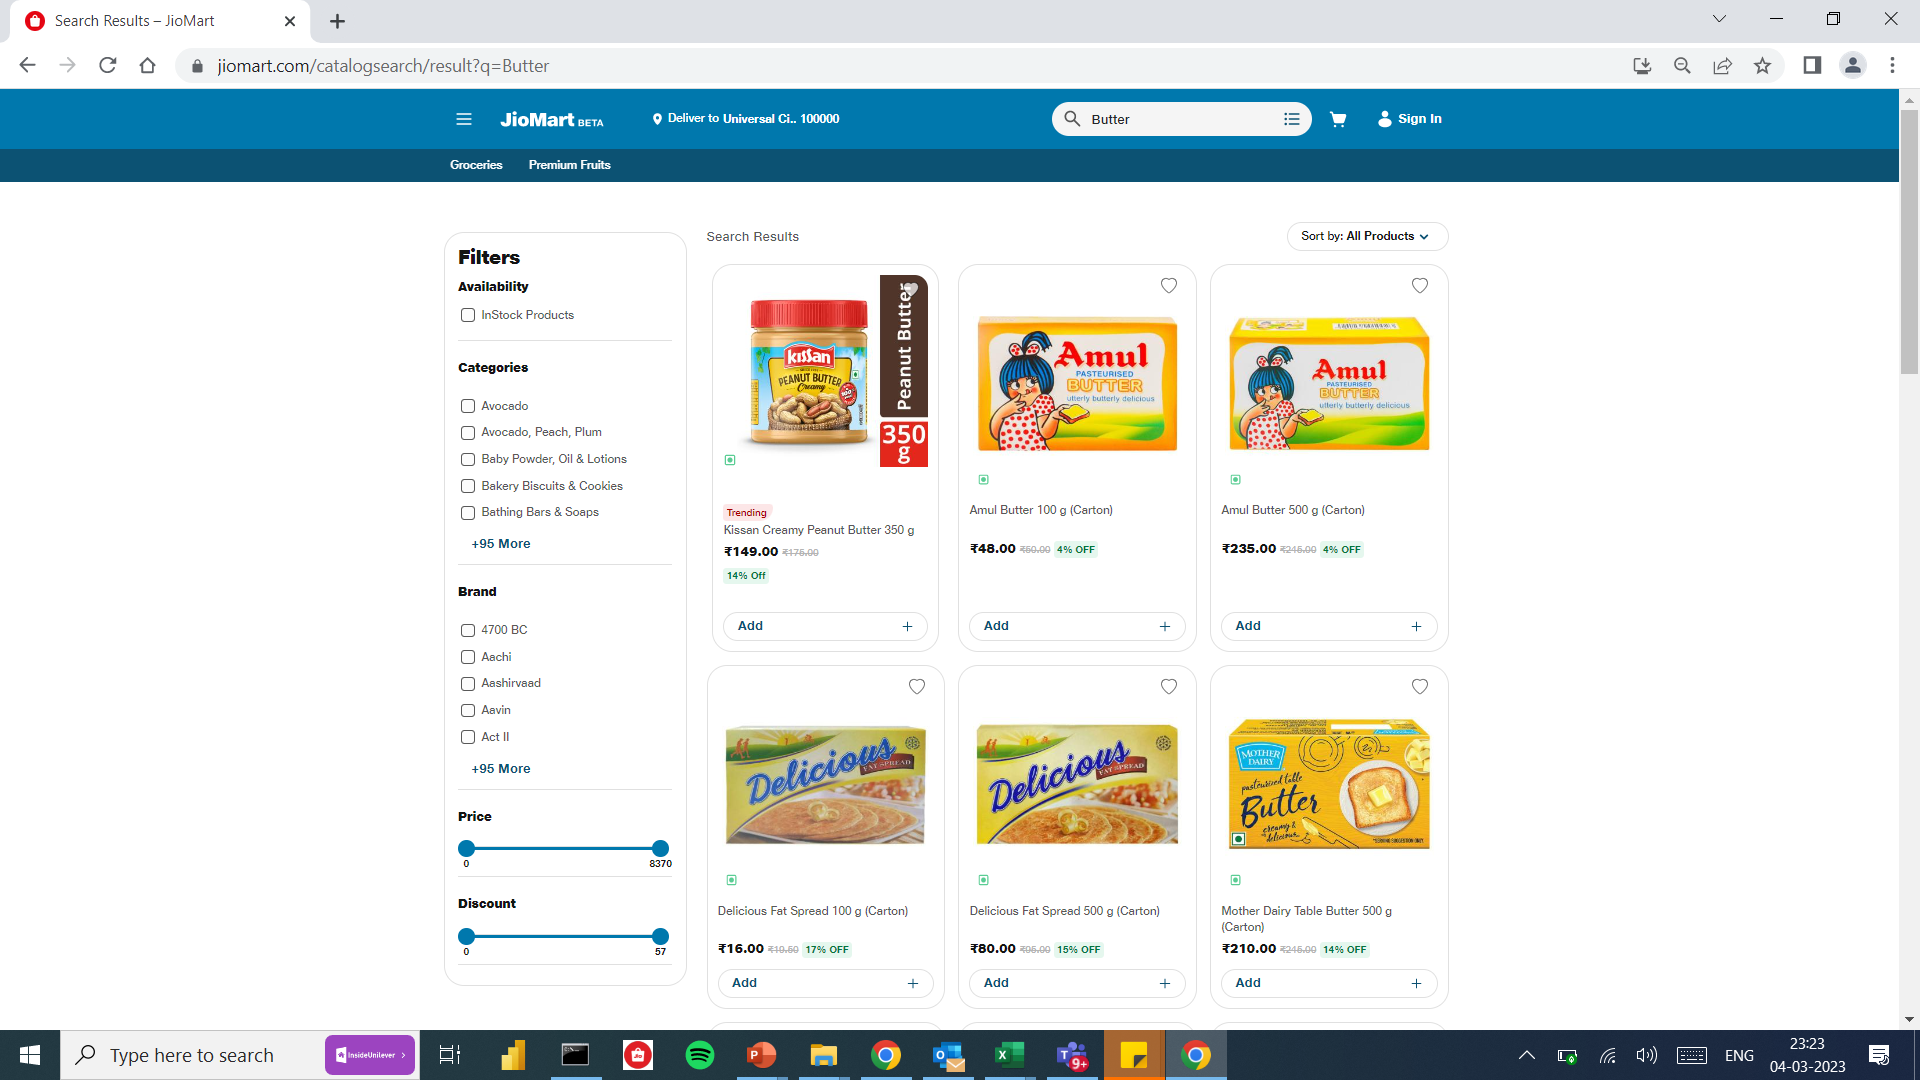 Search Results – JioMart
jiomart.com/catalogsearch/result?q=Butter
JioMart BETA
Deliver to Universal Ci.. 100000
Butter
Sign In
Groceries
Premium Fruits
Filters
Availability
InStock Products
Categories
Avocado
Avocado, Peach, Plum
Baby Powder, Oil & Lotions
Bakery Biscuits & Cookies
Bathing Bars & Soaps
+95 More
Brand
4700 BC
Aachi
Aashirvaad
Aavin
Act II
+95 More
Price
0
8370
Discount
0
57
Search Results
Sort by: All Products
Kissan
PEANUT BUTTER
Creamy
Peanut Butter
350
g
Trending
Kissan Creamy Peanut Butter 350 g
₹149.00 ₹175.00
14% Off
Add +
Amul
PASTEURISED
BUTTER
utterly butterly delicious
Amul Butter 100 g (Carton)
₹48.00 ₹50.00 4% OFF
Add +
Amul
PASTEURISED
BUTTER
utterly butterly delicious
Amul Butter 500 g (Carton)
₹235.00 ₹245.00 4% OFF
Add +
Delicious
FAT SPREAD
Delicious Fat Spread 100 g (Carton)
₹16.00 ₹19.50 17% OFF
Add +
Delicious
FAT SPREAD
Delicious Fat Spread 500 g (Carton)
₹80.00 ₹95.00 15% OFF
Add +
MOTHER
DAIRY
pasteurized table
Butter
creamy &
delicious
Mother Dairy Table Butter 500 g
(Carton)
₹210.00 ₹245.00 14% OFF
Add +
Type here to search
InsideUnilever
9+
ENG
23:23
04-03-2023